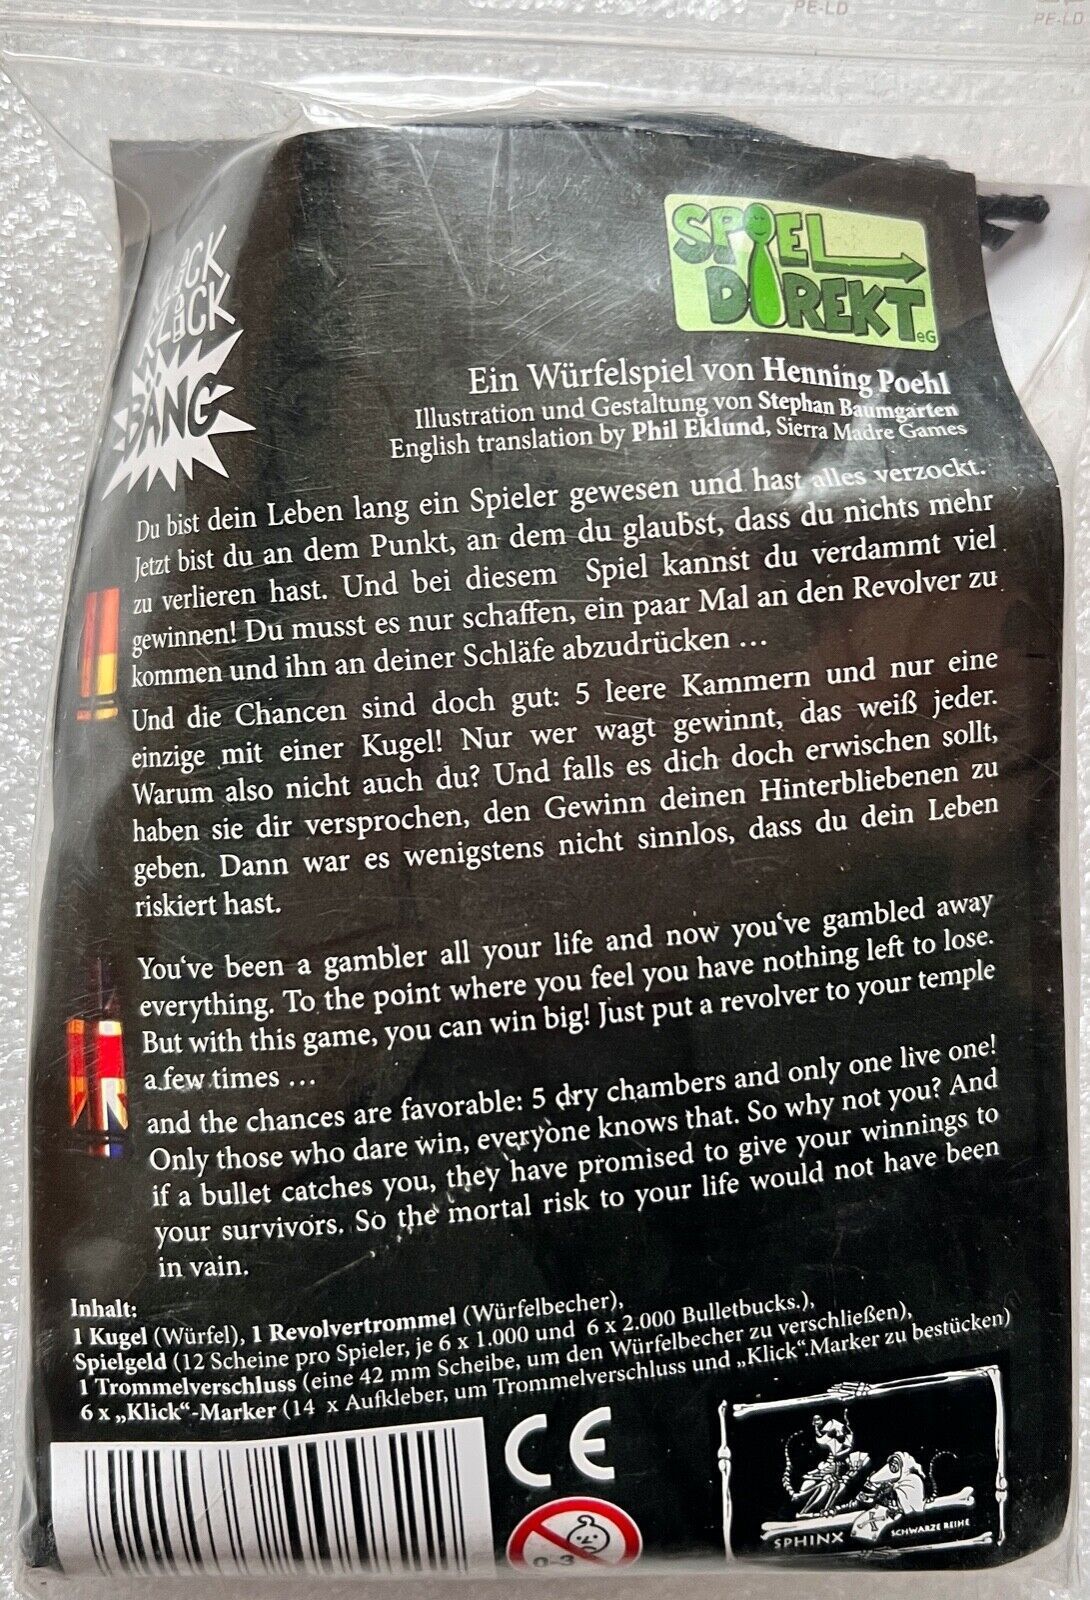 PE-LD
PE-LD
KLICK
KLACK
BANG
SPIEL
DIREKT
eG
Ein Würfelspiel von Henning Poehl
Illustration und Gestaltung von Stephan Baumgarten
English translation by Phil Eklund, Sierra Madre Games
Du bist dein Leben lang ein Spieler gewesen und hast alles verzockt.
Jetzt bist du an dem Punkt, an dem du glaubst, dass du nichts mehr
zu verlieren hast. Und bei diesem Spiel kannst du verdammt viel
gewinnen! Du musst es nur schaffen, ein paar Mal an den Revolver zu
kommen und ihn an deiner Schläfe abzudrücken ...
Und die Chancen sind doch gut: 5 leere Kammern und nur eine
einzige mit einer Kugel! Nur wer wagt gewinnt, das weiß jeder.
Warum also nicht auch du? Und falls es dich doch erwischen sollt,
haben sie dir versprochen, den Gewinn deinen Hinterbliebenen zu
geben. Dann war es wenigstens nicht sinnlos, dass du dein Leben
riskiert hast.
You've been a gambler all your life and now you've gambled away
everything. To the point where you feel you have nothing left to lose.
But with this game, you can win big! Just put a revolver to your temple
a few times ...
and the chances are favorable: 5 dry chambers and only one live one!
Only those who dare win, everyone knows that. So why not you? And
if a bullet catches you, they have promised to give your winnings to
your survivors. So the mortal risk to your life would not have been
in vain.
Inhalt:
1 Kugel (Würfel), 1 Revolvertrommel (Würfelbecher),
Spielgeld (12 Scheine pro Spieler, je 6 x 1.000 und 6 x 2.000 Bulletbucks.),
1 Trommelverschluss (eine 42 mm Scheibe, um den Würfelbecher zu verschließen),
6 x „Klick“-Marker (14 x Aufkleber, um Trommelverschluss und „Klick“.Marker zu bestücken)
CE
0-3
SPHINX
SCHWARZE REIHE